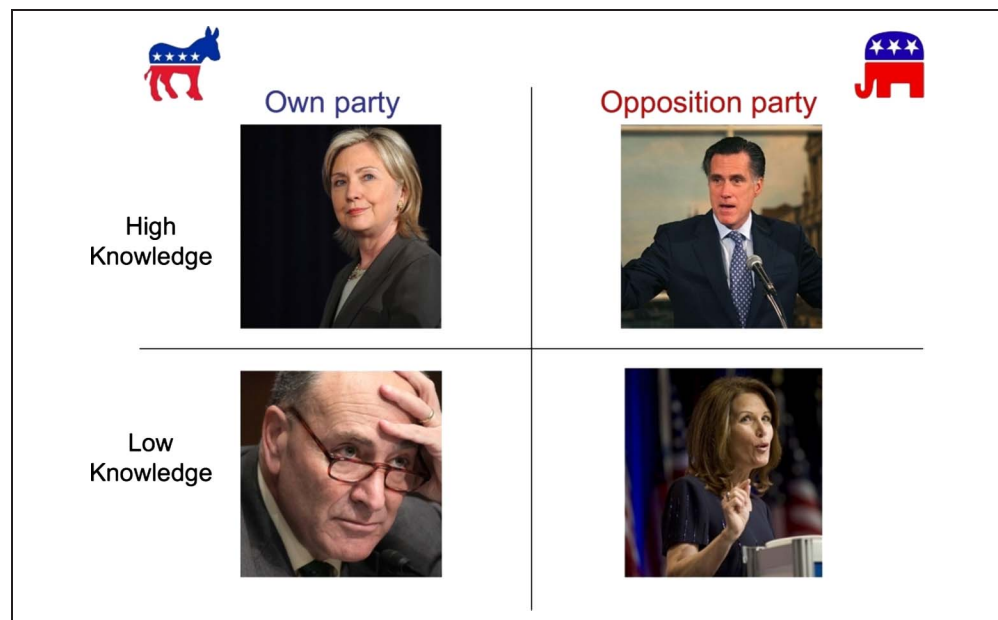 Own party
Opposition party
High
Knowledge
Low
Knowledge